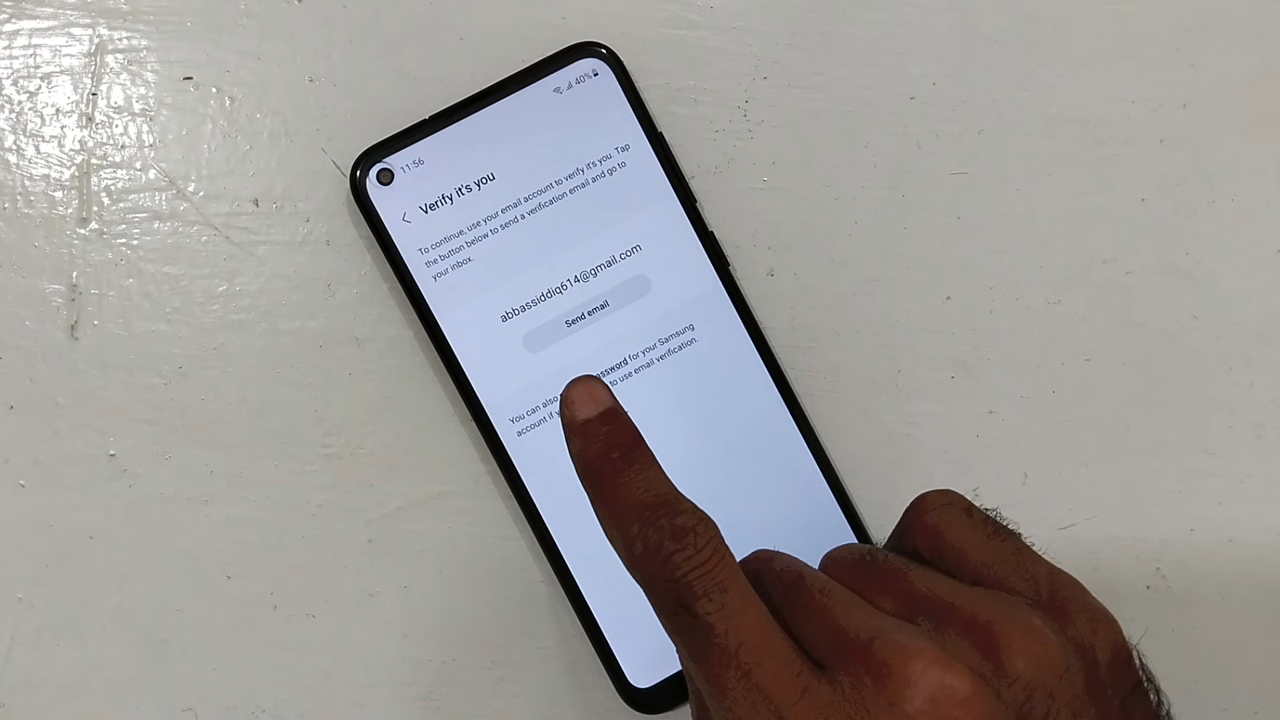 11:56
40%
Verify it's you
To continue, use your email account to verify it's you. Tap
the button below to send a verification email and go to
your inbox.
abbassiddiq614@gmail.com
Send email
You can also password for your Samsung
account if to use email verification.